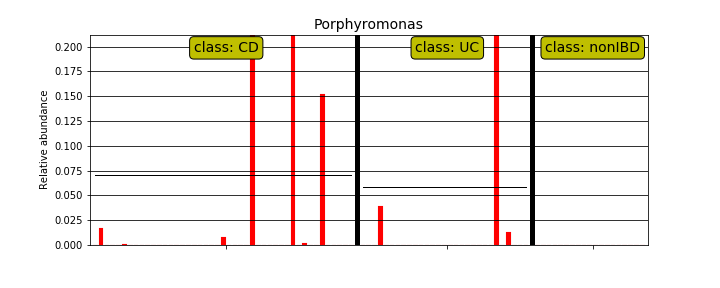 Porphyromonas
class: CD
class: UC
class: nonIBD
Relative abundance
0.200
0.175
0.150
0.125
0.100
0.075
0.050
0.025
0.000